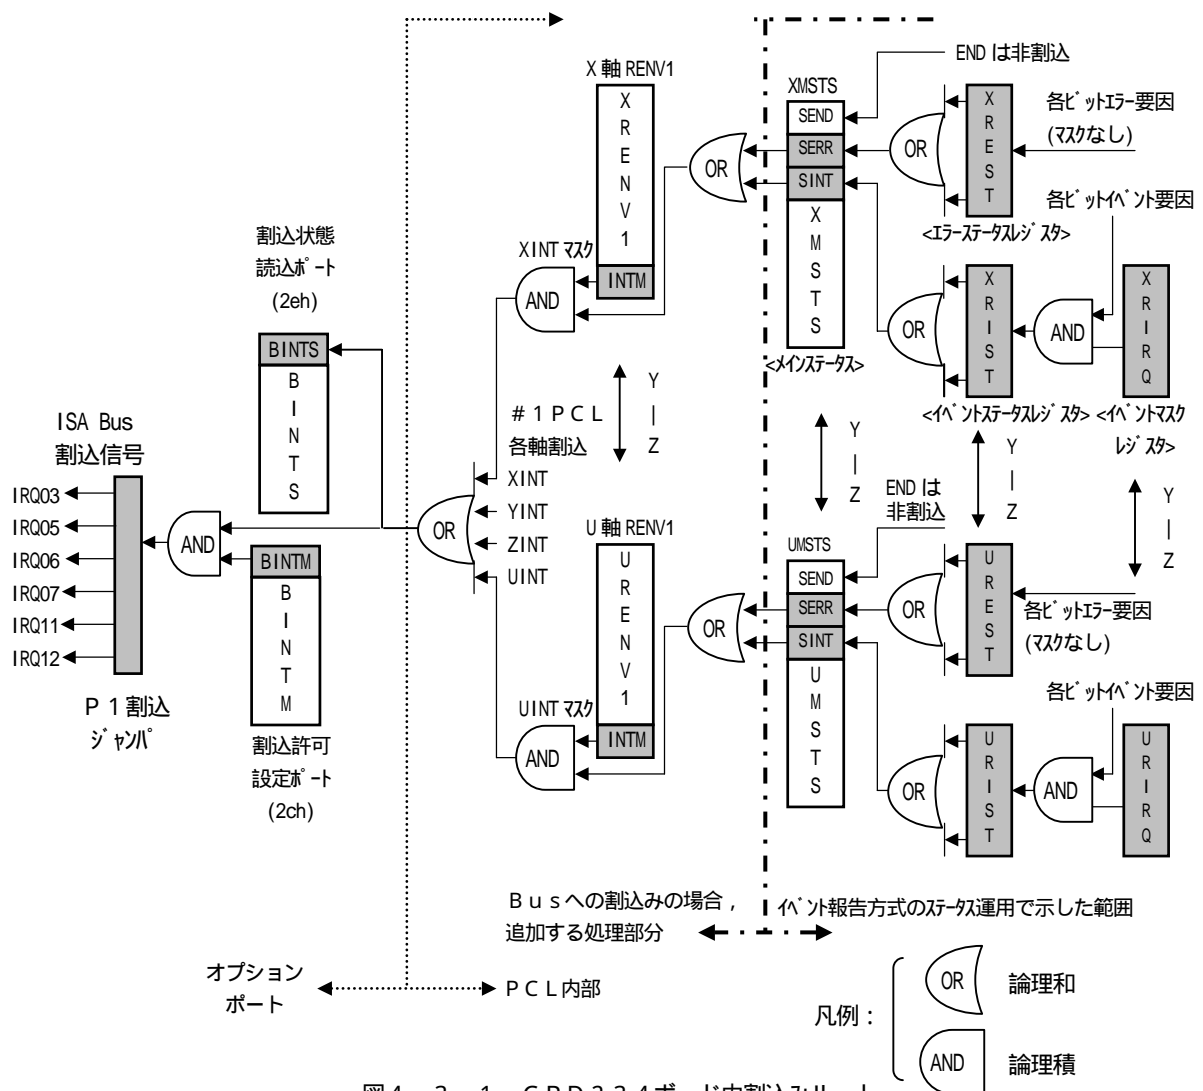 X 軸 RENV1
X
R
E
N
V
1
INTM
XINT マスク
AND
OR
XMSTS
SEND
SERR
SINT
X
M
S
T
S
<メインステータス>
END は非割込
OR
X
R
E
S
T
各ビットエラー要因
(マスクなし)
<エラーステータスレジスタ>
各ビットイベント要因
OR
X
R
I
S
T
AND
X
R
I
R
Q
<イベントステータスレジスタ>
<イベントマスク
レジスタ>
割込状態
読込ポート
(2eh)
BINTS
B
I
N
T
S
ISA Bus
割込信号
IRQ03
IRQ05
IRQ06
IRQ07
IRQ11
IRQ12
P1割込
ジャンパ
AND
BINTM
B
I
N
T
M
割込許可
設定ポート
(2ch)
#1PCL
各軸割込
Y
|
Z
OR
XINT
YINT
ZINT
UINT
Y
|
Z
Y
|
Z
Y
|
Z
U 軸 RENV1
U
R
E
N
V
1
INTM
UINT マスク
AND
OR
UMSTS
SEND
SERR
SINT
U
M
S
T
S
END は
非割込
OR
U
R
E
S
T
各ビットエラー要因
(マスクなし)
各ビットイベント要因
OR
U
R
I
S
T
AND
U
R
I
R
Q
Busへの割込みの場合,
追加する処理部分
イベント報告方式のステータス運用で示した範囲
オプション
ポート
PCL内部
凡例:
OR
論理和
AND
論理積